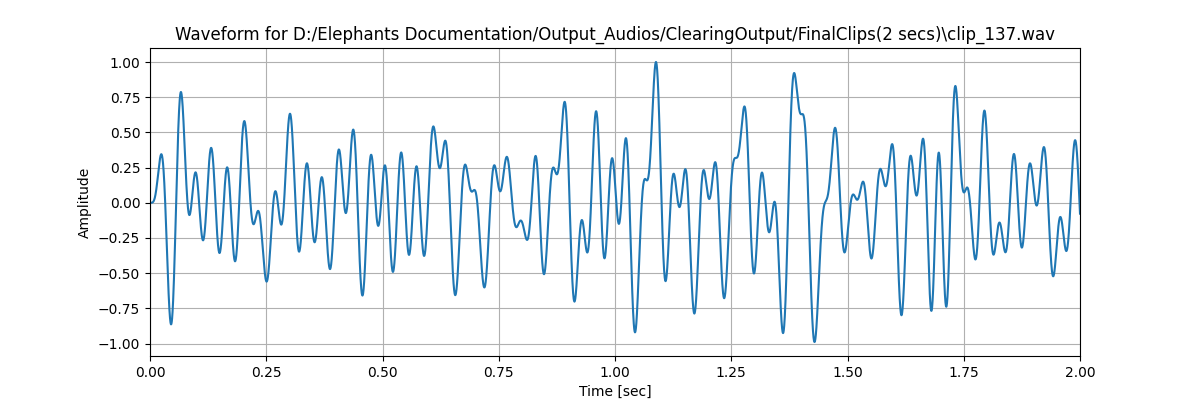 Waveform for D:/Elephants Documentation/Output_Audios/ClearingOutput/FinalClips(2 secs)\clip_137.wav
1.00
0.75
0.50
0.25
0.00
−0.25
−0.50
−0.75
−1.00
Amplitude
0.00 0.25 0.50 0.75 1.00 1.25 1.50 1.75 2.00
Time [sec]